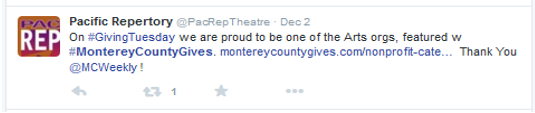 PAC
REP
Pacific Repertory @PacRepTheatre · Dec 2
On #GivingTuesday we are proud to be one of the Arts orgs, featured w
#MontereyCountyGives. montereycountygives.com/nonprofit-cate... Thank You
@MCWeekly !
1